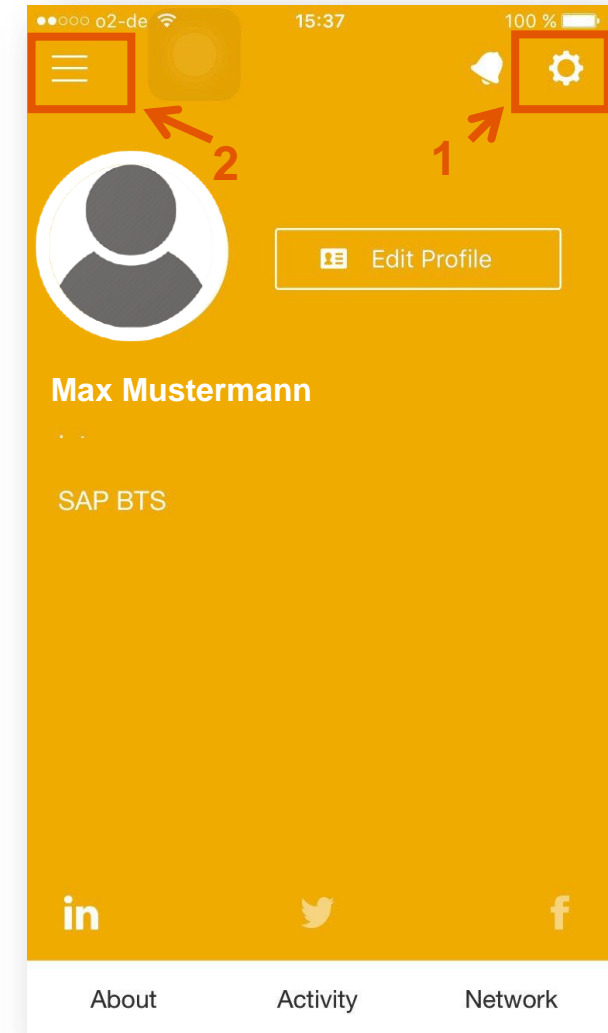 o2-de 15:37 100 %
2 1
Edit Profile
Max Mustermann
SAP BTS
in f
About Activity Network